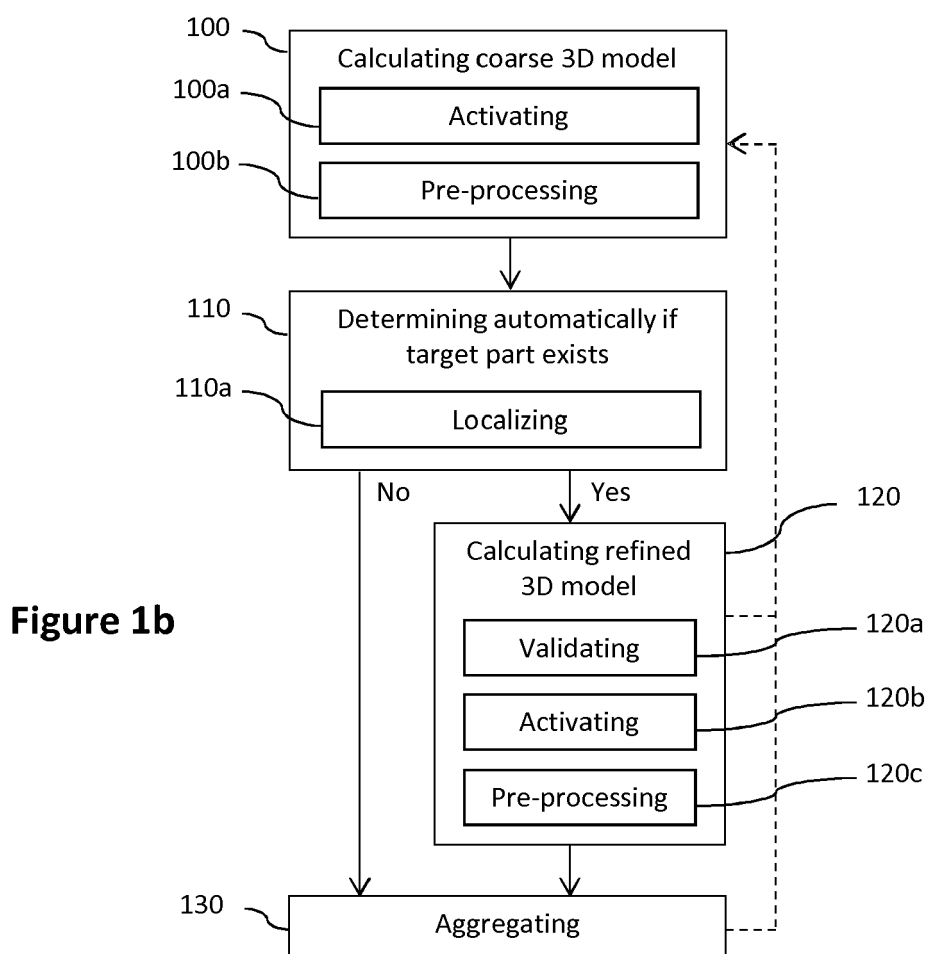 100
Calculating coarse 3D model
100a
Activating
100b
Pre-processing
110
Determining automatically if
target part exists
110a
Localizing
No
Yes
120
Calculating refined
3D model
Figure 1b
Validating
120a
Activating
120b
Pre-processing
120c
130
Aggregating